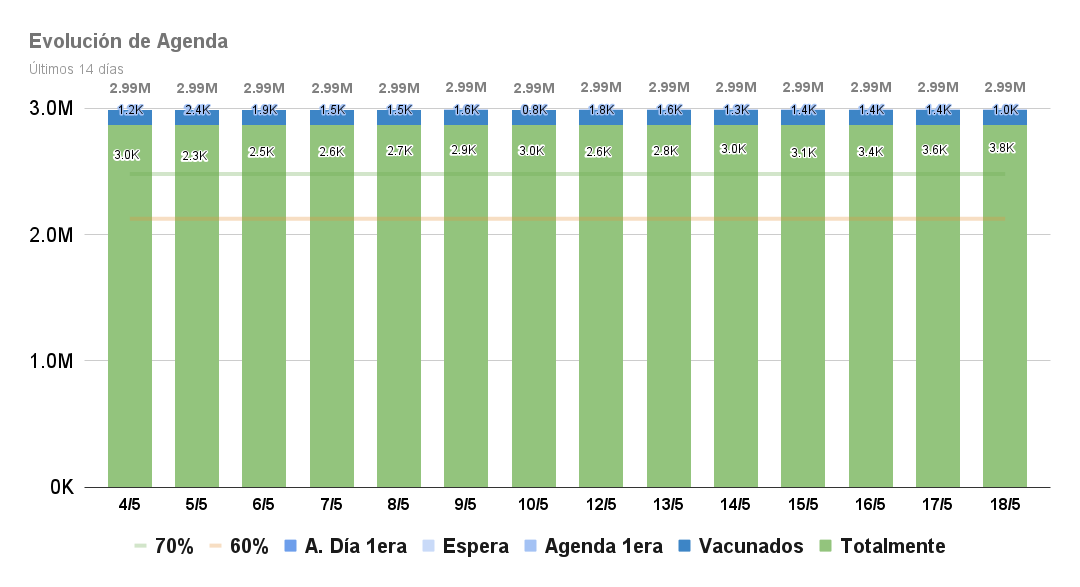 Evolución de Agenda
Últimos 14 días
2.99M 2.99M 2.99M 2.99M 2.99M 2.99M 2.99M 2.99M 2.99M 2.99M 2.99M 2.99M 2.99M 2.99M
3.0M
1.2K 2.4K 1.9K 1.5K 1.5K 1.6K 0.8K 1.8K 1.6K 1.3K 1.4K 1.4K 1.4K 1.0K
3.0K 2.3K 2.5K 2.6K 2.7K 2.9K 3.0K 2.6K 2.8K 3.0K 3.1K 3.4K 3.6K 3.8K
2.0M
1.0M
0K
4/5 5/5 6/5 7/5 8/5 9/5 10/5 12/5 13/5 14/5 15/5 16/5 17/5 18/5
70% 60% A. Día 1era Espera Agenda 1era Vacunados Totalmente